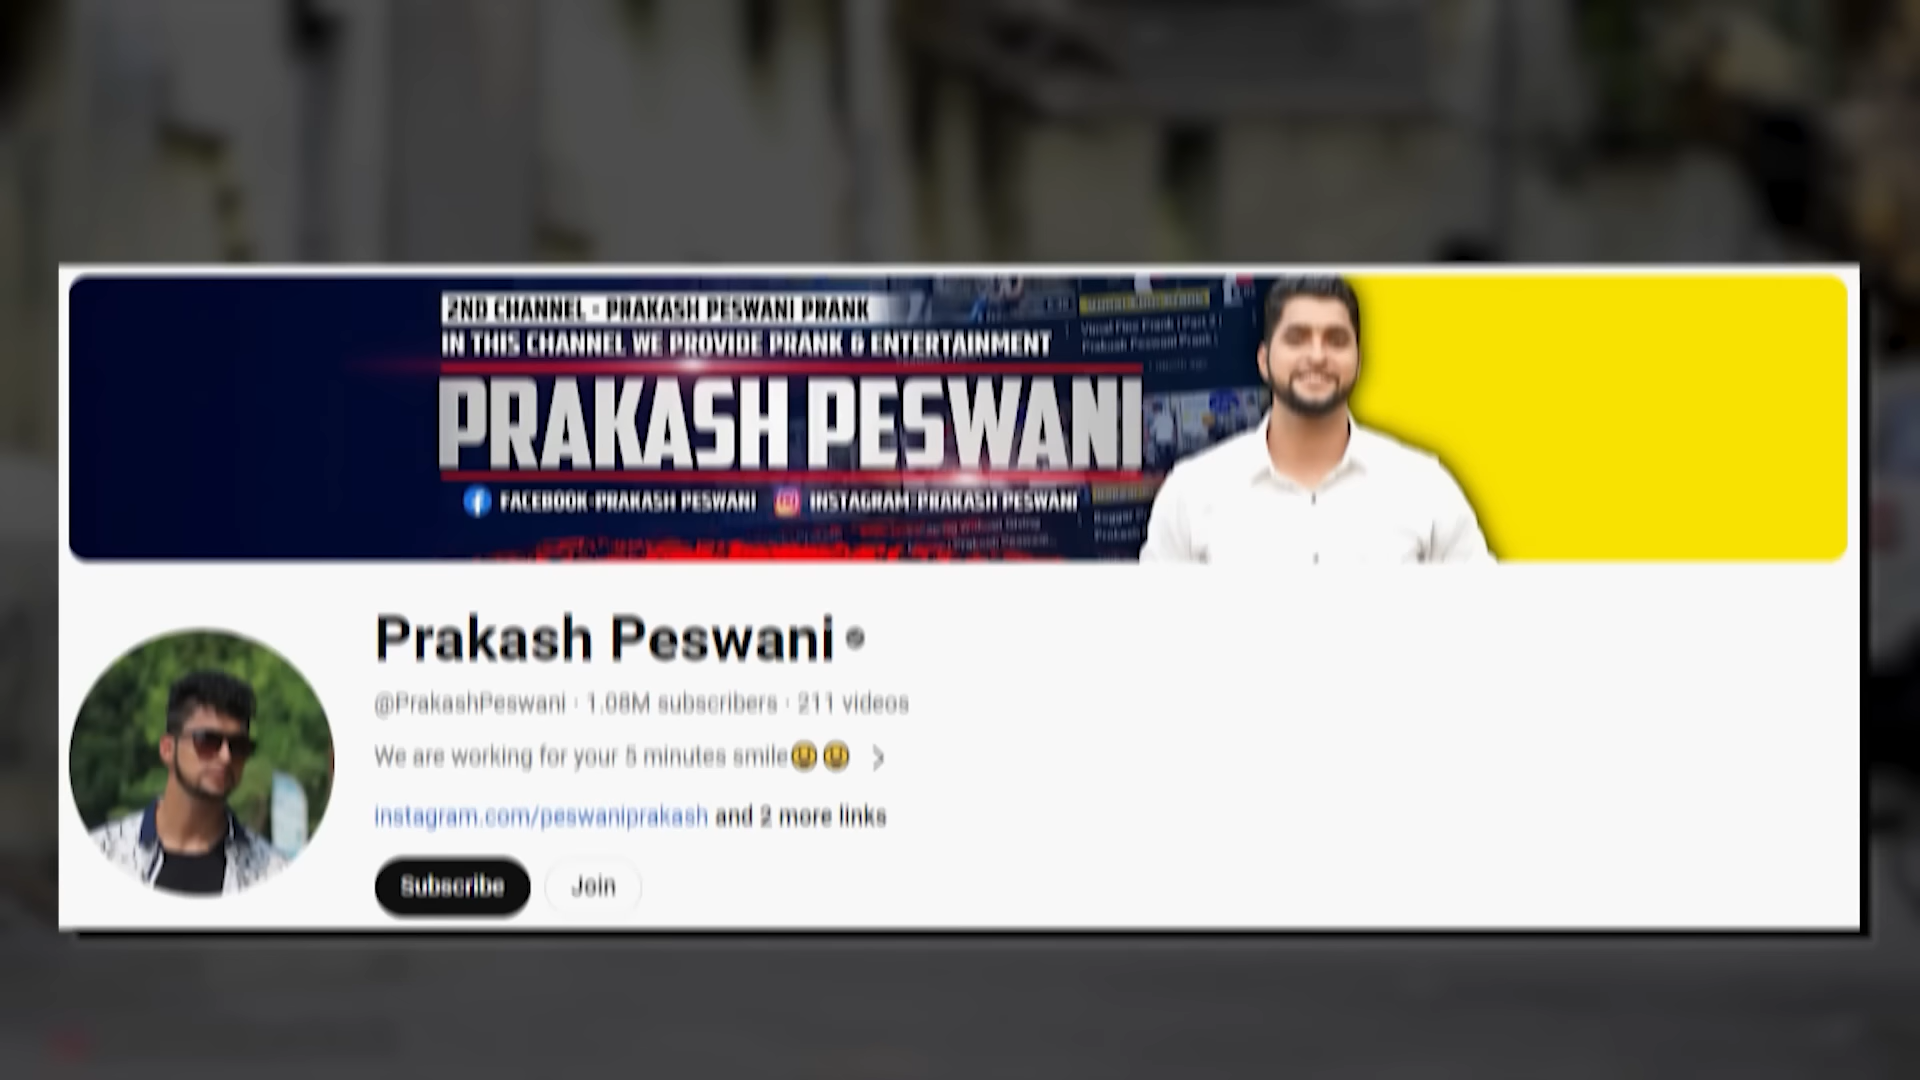 2ND CHANNEL - PRAKASH PESWANI PRANK
IN THIS CHANNEL WE PROVIDE PRANK & ENTERTAINMENT
PRAKASH PESWANI
FACEBOOK-PRAKASH PESWANI INSTAGRAM-PRAKASH PESWANI
Prakash Peswani
@PrakashPeswani · 1.08M subscribers · 211 videos
We are working for your 5 minutes smile
instagram.com/peswaniprakash and 2 more links
Subscribe Join